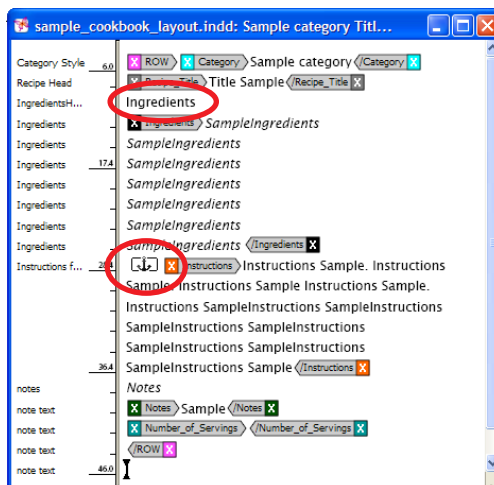 sample_cookbook_layout.indd: Sample category Titl...
Category Style 6.0 X ROW X Category Sample category /Category X
Recipe Head X Recipe_Title Title Sample /Recipe_Title X
IngredientsH... Ingredients
Ingredients X Ingredients SampleIngredients
Ingredients SampleIngredients
Ingredients 17.4 SampleIngredients
Ingredients SampleIngredients
Ingredients SampleIngredients
Ingredients SampleIngredients
Ingredients SampleIngredients /Ingredients X
Instructions f... X Instructions Instructions Sample. Instructions
Sample. Instructions Sample Instructions Sample.
Instructions SampleInstructions SampleInstructions
SampleInstructions SampleInstructions
SampleInstructions SampleInstructions
36.4 SampleInstructions Sample /Instructions X
notes Notes
note text X Notes Sample /Notes X
note text X Number_of_Servings /Number_of_Servings X
note text /ROW X
note text 46.0